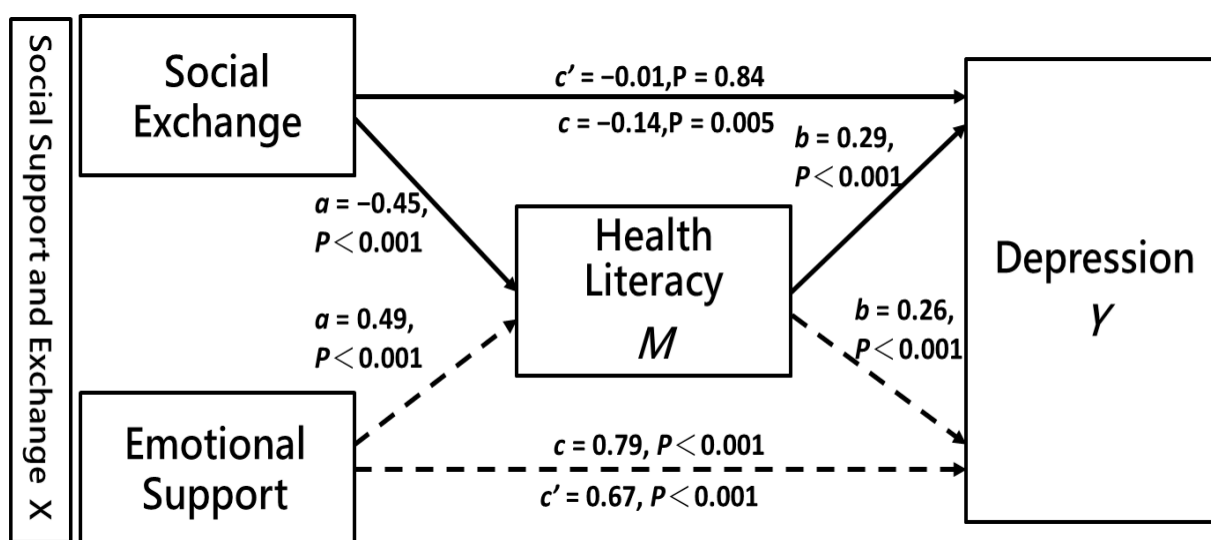 Social Support and Exchange X
Social
Exchange
c’ = −0.01,P = 0.84
c = −0.14,P = 0.005
b = 0.29,
P＜0.001
a = −0.45,
P＜0.001
Health
Literacy
M
Depression
Y
a = 0.49,
P＜0.001
b = 0.26,
P＜0.001
Emotional
Support
c = 0.79, P＜0.001
c’ = 0.67, P＜0.001